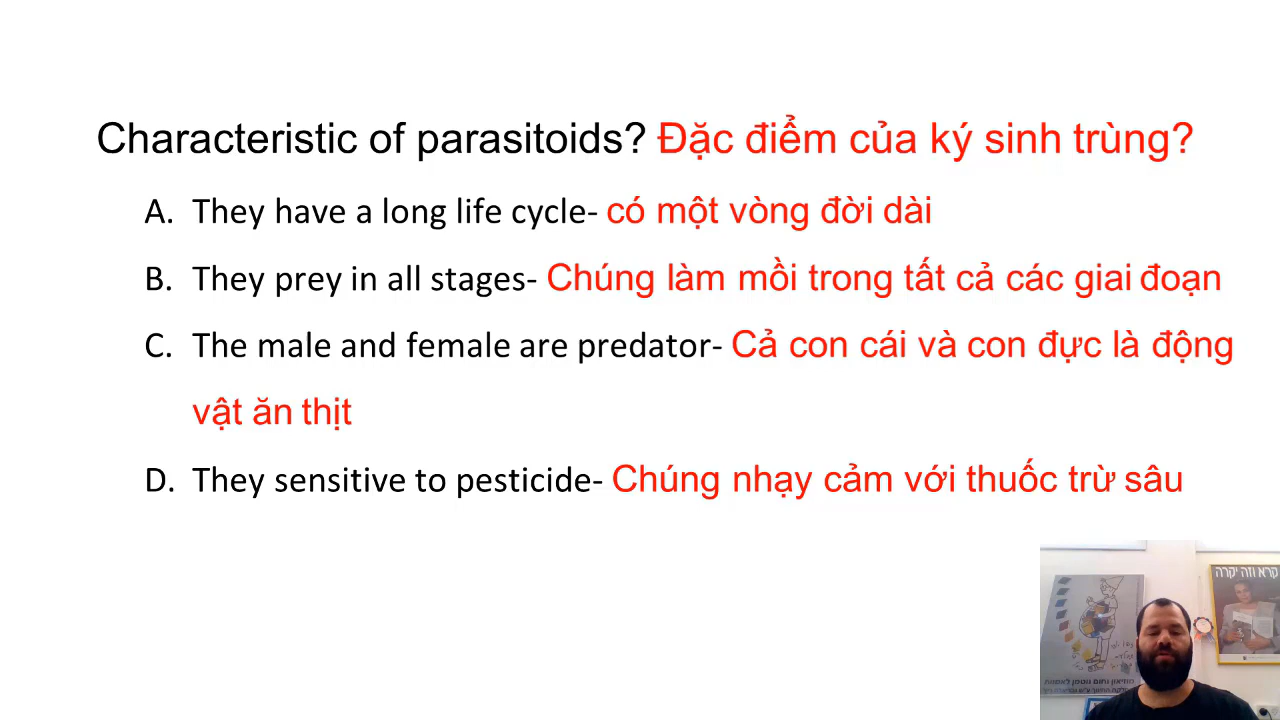 Characteristic of parasitoids? Đặc điểm của ký sinh trùng?
A. They have a long life cycle- có một vòng đời dài
B. They prey in all stages- Chúng làm mồi trong tất cả các giai đoạn
C. The male and female are predator- Cả con cái và con đực là động
vật ăn thịt
D. They sensitive to pesticide- Chúng nhạy cảm với thuốc trừ sâu
קרא וזה יקרה